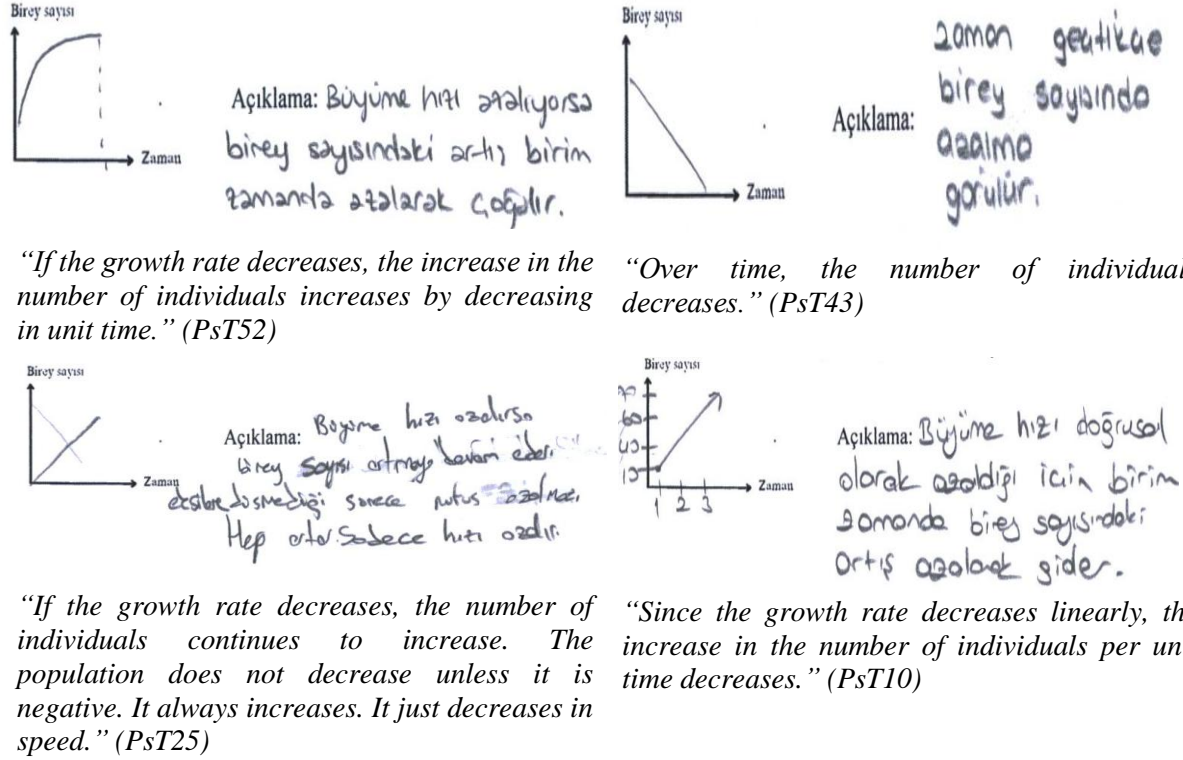 Birey sayısı
Zaman
Açıklama: Büyüme hızı azalıyorsa
birey sayısındaki artış birim
zamanda azalarak çoğalır.
“If the growth rate decreases, the increase in the
number of individuals increases by decreasing
in unit time.” (PsT52)
Birey sayısı
Zaman
Açıklama:
zaman geçtikçe
birey sayısında
azalma
görülür.
“Over time, the number of individual
decreases.” (PsT43)
Birey sayısı
Zaman
Açıklama: Büyüme hızı azalırsa
birey sayısı artmaya devam eder.
düşmediği sürece nüfus azalmaz.
Hep artar. Sadece hızı azalır.
“If the growth rate decreases, the number of
individuals continues to increase. The
population does not decrease unless it is
negative. It always increases. It just decreases in
speed.” (PsT25)
Birey sayısı
60
1 2 3
Zaman
Açıklama: Büyüme hızı doğrusal
olarak azaldığı için birim
zamanda birey sayısındaki
artış azalarak gider.
“Since the growth rate decreases linearly, th
increase in the number of individuals per un
time decreases.” (PsT10)